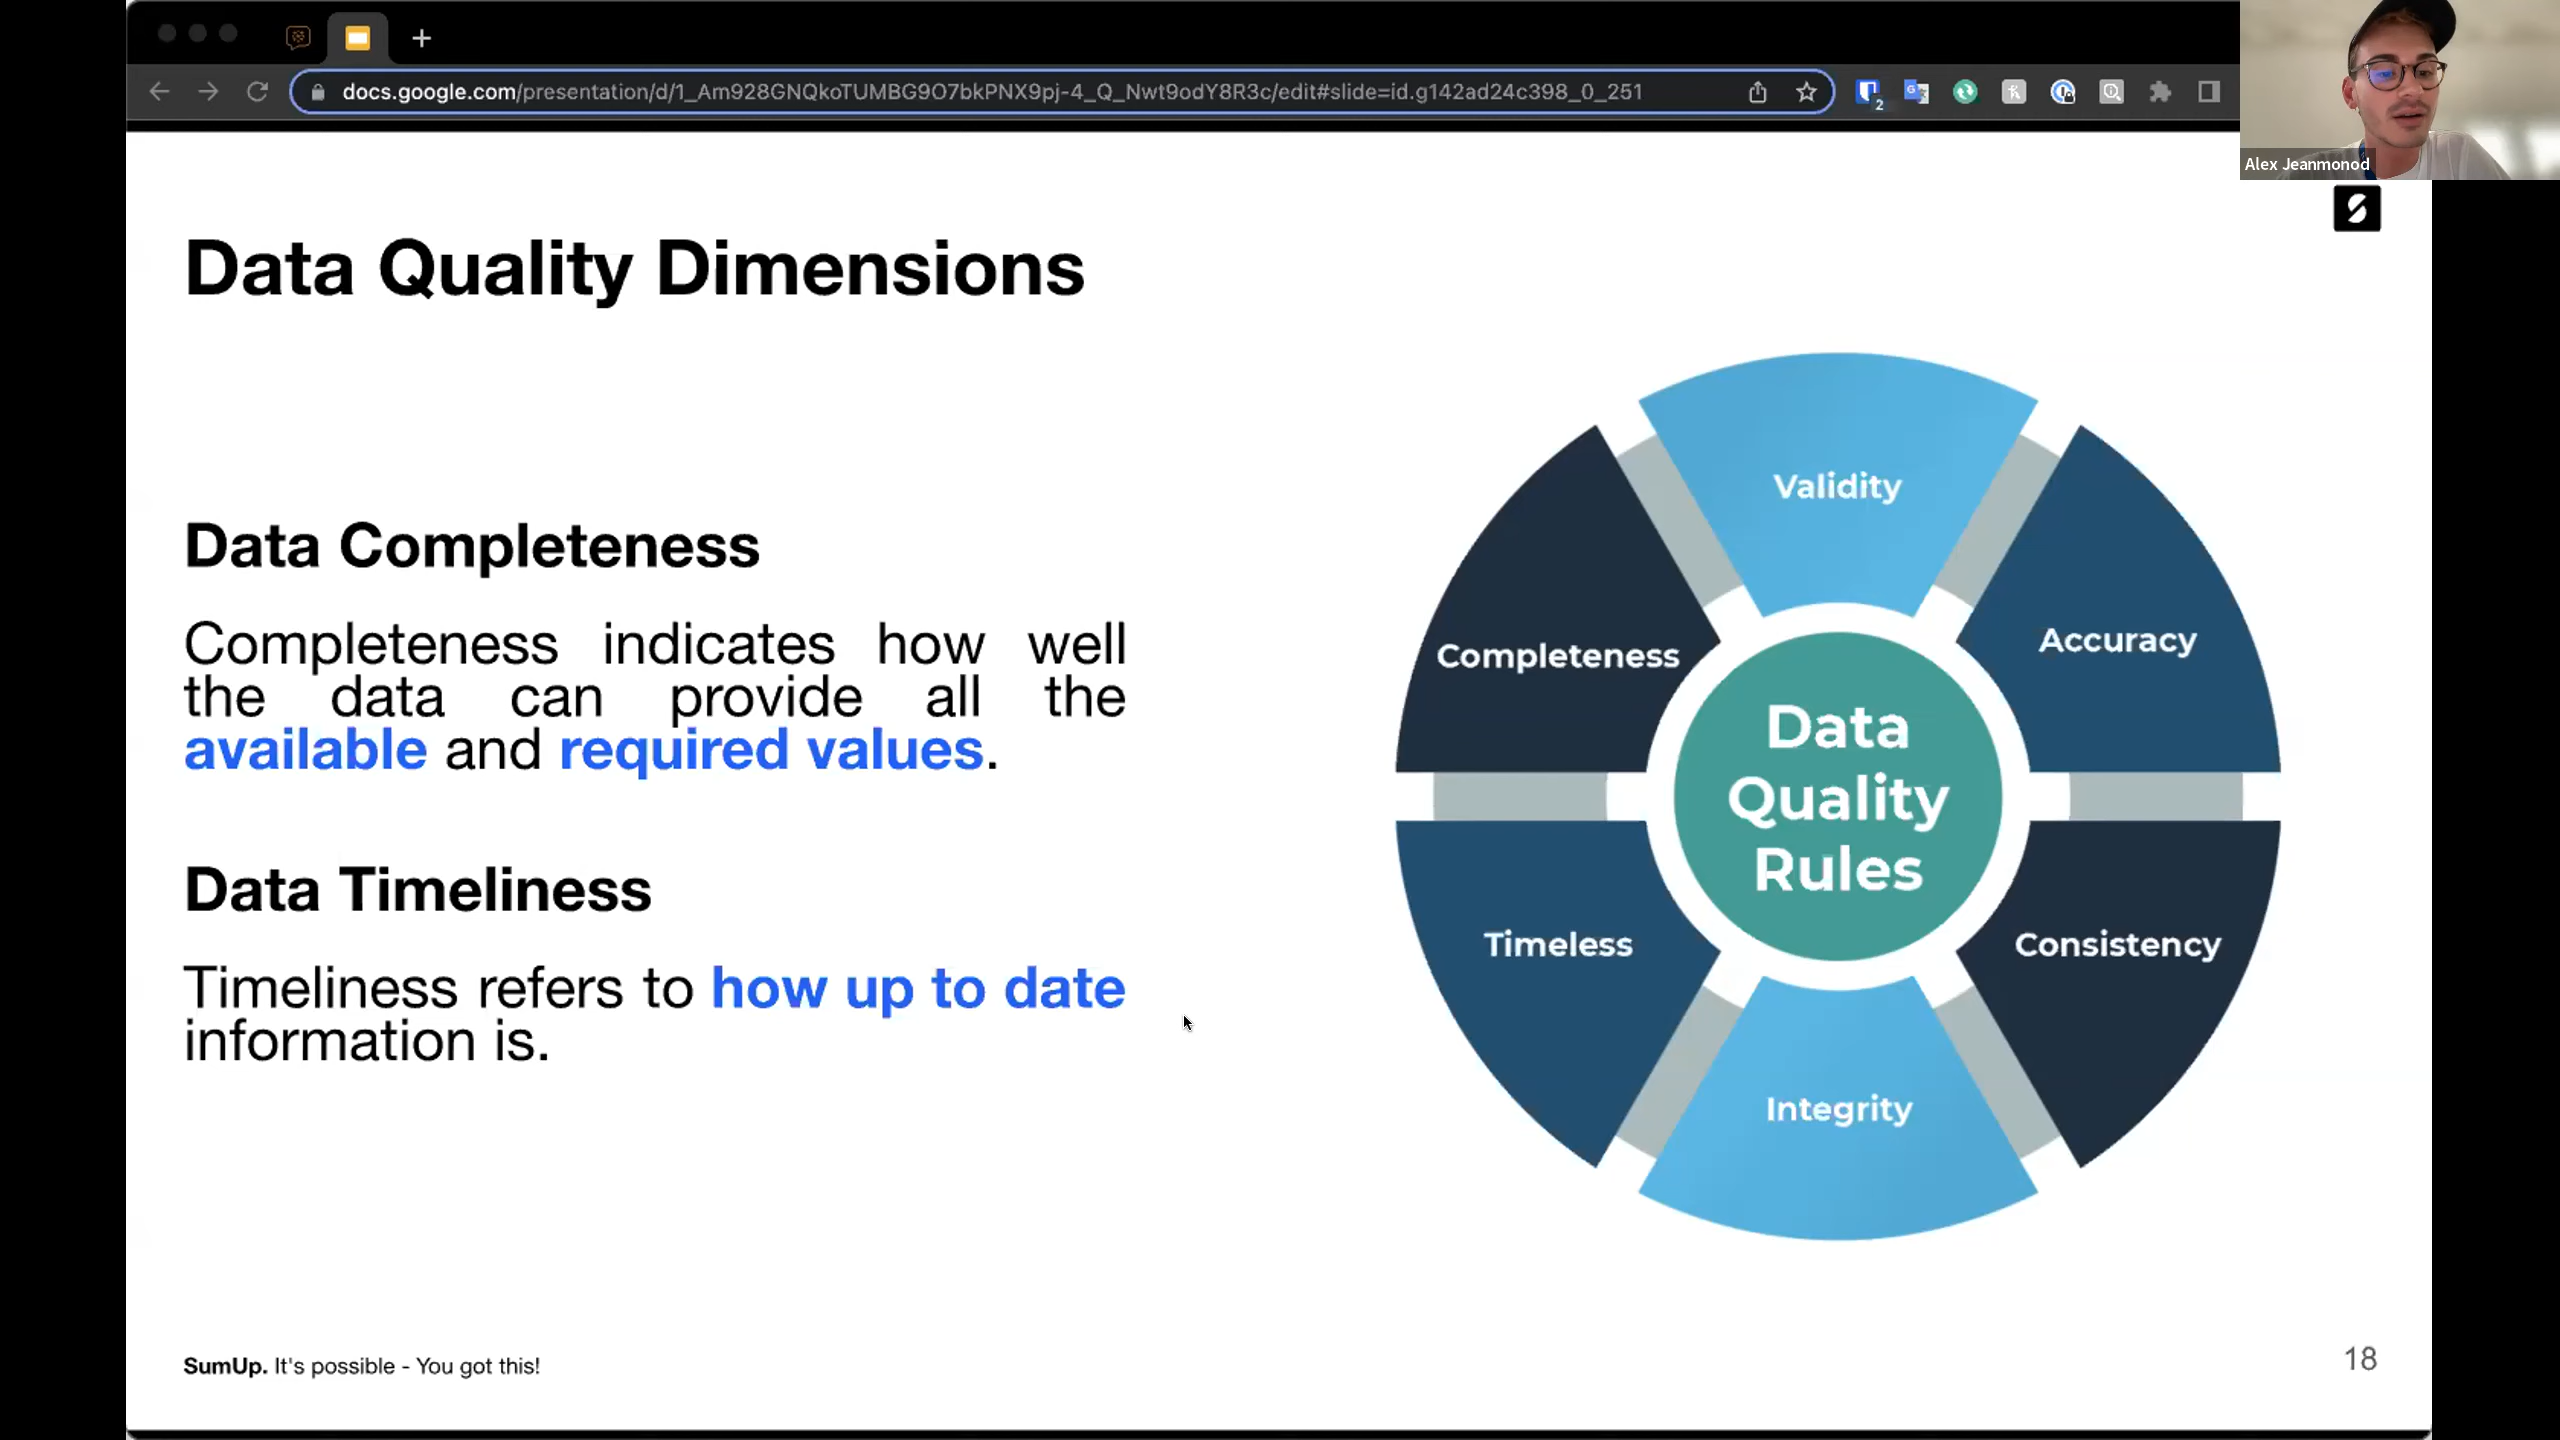 docs.google.com/presentation/d/1_Am928GNQkoTUMBG9O7bkPNX9pj-4_Q_Nwt9odY8R3c/edit#slide=id.g142ad24c398_0_251
2
Alex Jeanmonod
Data Quality Dimensions
Data Completeness
Completeness indicates how well
the data can provide all the
available and required values.
Data Timeliness
Timeliness refers to how up to date
information is.
Validity
Accuracy
Completeness
Data
Quality
Rules
Timeless
Consistency
Integrity
SumUp. It's possible - You got this!
18